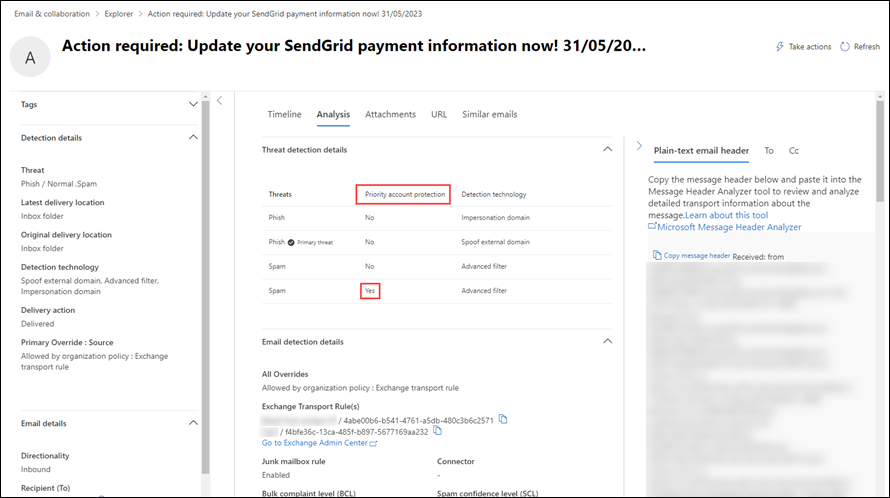 Email & collaboration > Explorer > Action required: Update your SendGrid payment information now! 31/05/2023
A
Action required: Update your SendGrid payment information now! 31/05/20...
Take actions
Refresh
Tags
Detection details
Threat
Phish / Normal .Spam
Latest delivery location
Inbox folder
Original delivery location
Inbox folder
Detection technology
Spoof external domain, Advanced filter,
Impersonation domain
Delivery action
Delivered
Primary Override : Source
Allowed by organization policy : Exchange
transport rule
Email details
Directionality
Inbound
Recipient (To)
Timeline Analysis Attachments URL Similar emails
Threat detection details
Threats Priority account protection Detection technology
Phish No Impersonation domain
Phish Primary threat No Spoof external domain
Spam No Advanced filter
Spam Yes Advanced filter
Email detection details
All Overrides
Allowed by organization policy : Exchange transport rule
Exchange Transport Rule(s)
/ 4abe00b6-b541-4761-a5db-480c3b6c2571
/ f4bfe36c-13ca-485f-b897-5677169aa232
Go to Exchange Admin Center
Junk mailbox rule Connector
Enabled -
Bulk complaint level (BCL) Spam confidence level (SCL)
Plain-text email header To Cc
Copy the message header below and paste it into the
Message Header Analyzer tool to review and analyze
detailed transport information about the
message.Learn about this tool
Microsoft Message Header Analyzer
Copy message header Received: from